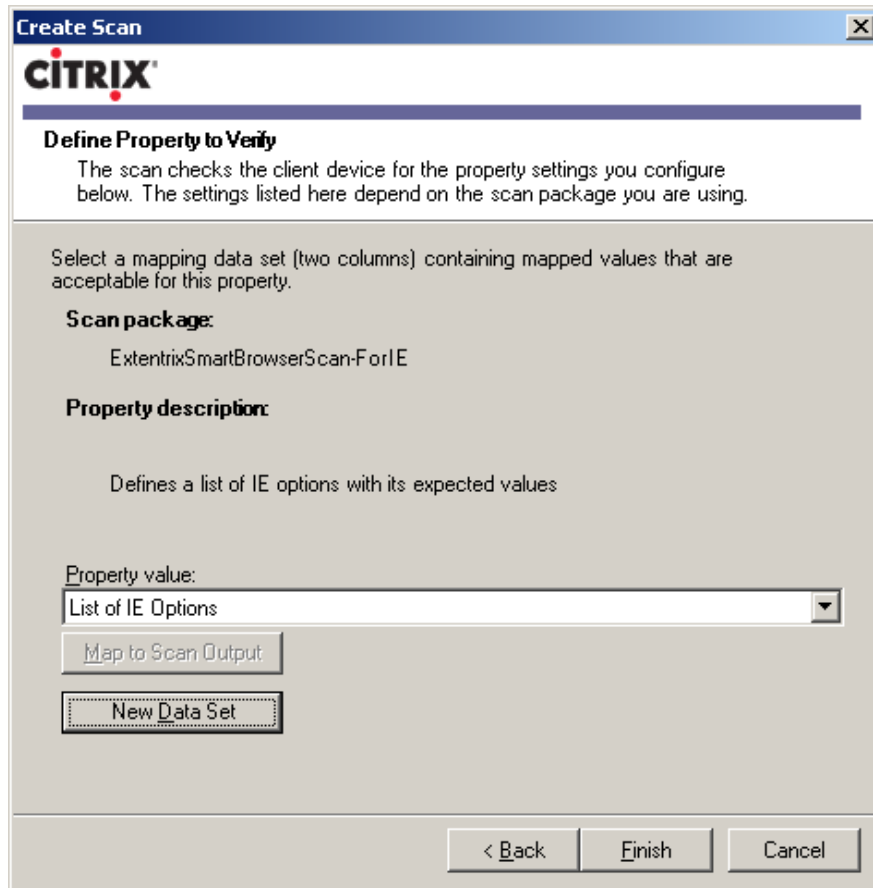 Create Scan
CİTRIX®
Define Property to Verify
The scan checks the client device for the property settings you configure
below. The settings listed here depend on the scan package you are using.
Select a mapping data set (two columns) containing mapped values that are
acceptable for this property.
Scan package:
ExtentrixSmartBrowserScan-ForIE
Property description:
Defines a list of IE options with its expected values
Property value:
List of IE Options
Map to Scan Output
New Data Set
< Back
Finish
Cancel